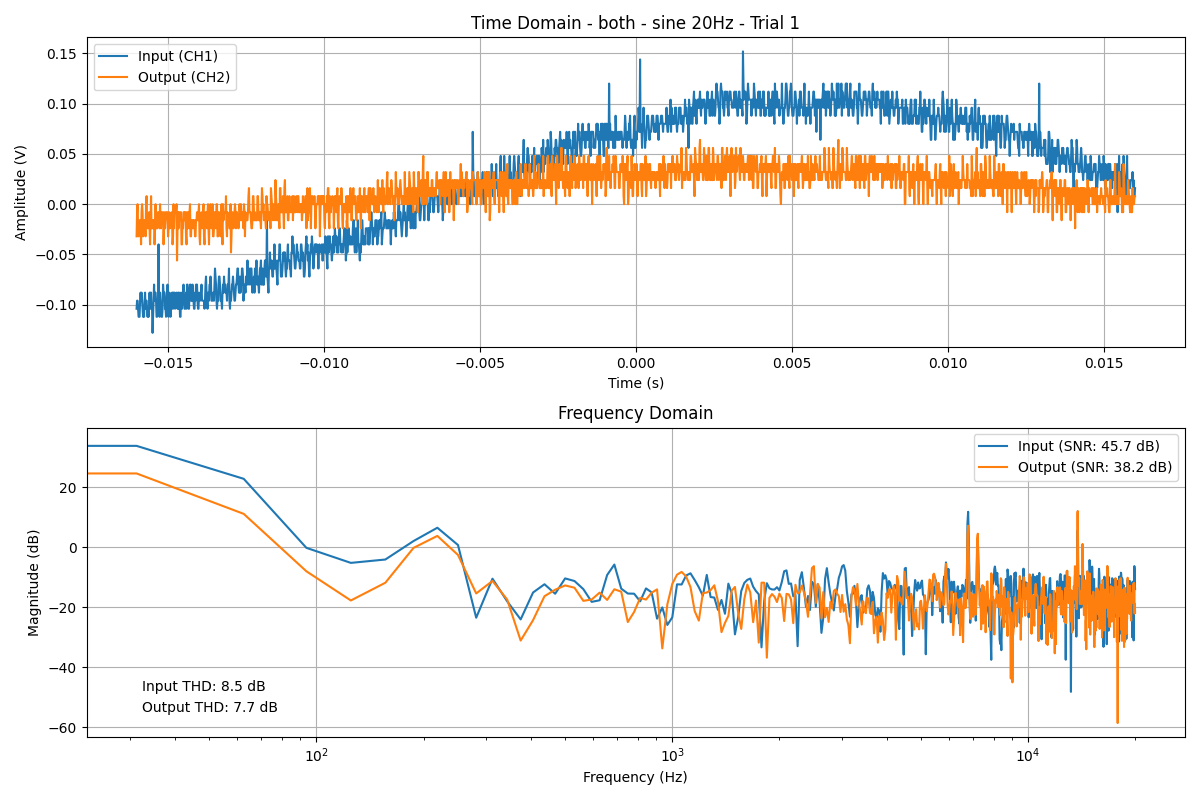 Time Domain - both - sine 20Hz - Trial 1
Input (CH1)
Output (CH2)
0.15
0.10
0.05
0.00
−0.05
−0.10
Amplitude (V)
−0.015
−0.010
−0.005
0.000
0.005
0.010
0.015
Time (s)
Frequency Domain
Input (SNR: 45.7 dB)
Output (SNR: 38.2 dB)
20
0
−20
−40
−60
Magnitude (dB)
Input THD: 8.5 dB
Output THD: 7.7 dB
10²
10³
10⁴
Frequency (Hz)